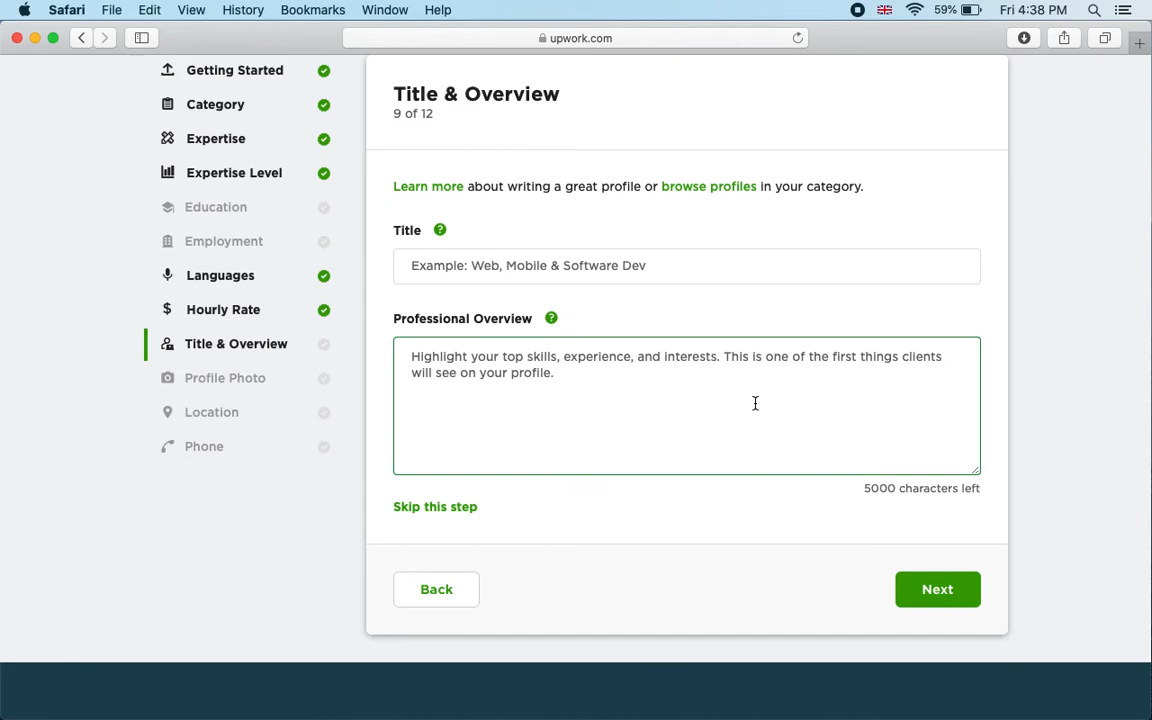 Safari File Edit View History Bookmarks Window Help 59% Fri 4:38 PM
upwork.com
Getting Started
Category
Expertise
Expertise Level
Education
Employment
Languages
$ Hourly Rate
Title & Overview
Profile Photo
Location
Phone
Title & Overview
9 of 12
Learn more about writing a great profile or browse profiles in your category.
Title ?
Example: Web, Mobile & Software Dev
Professional Overview ?
Highlight your top skills, experience, and interests. This is one of the first things clients
will see on your profile.
5000 characters left
Skip this step
Back Next